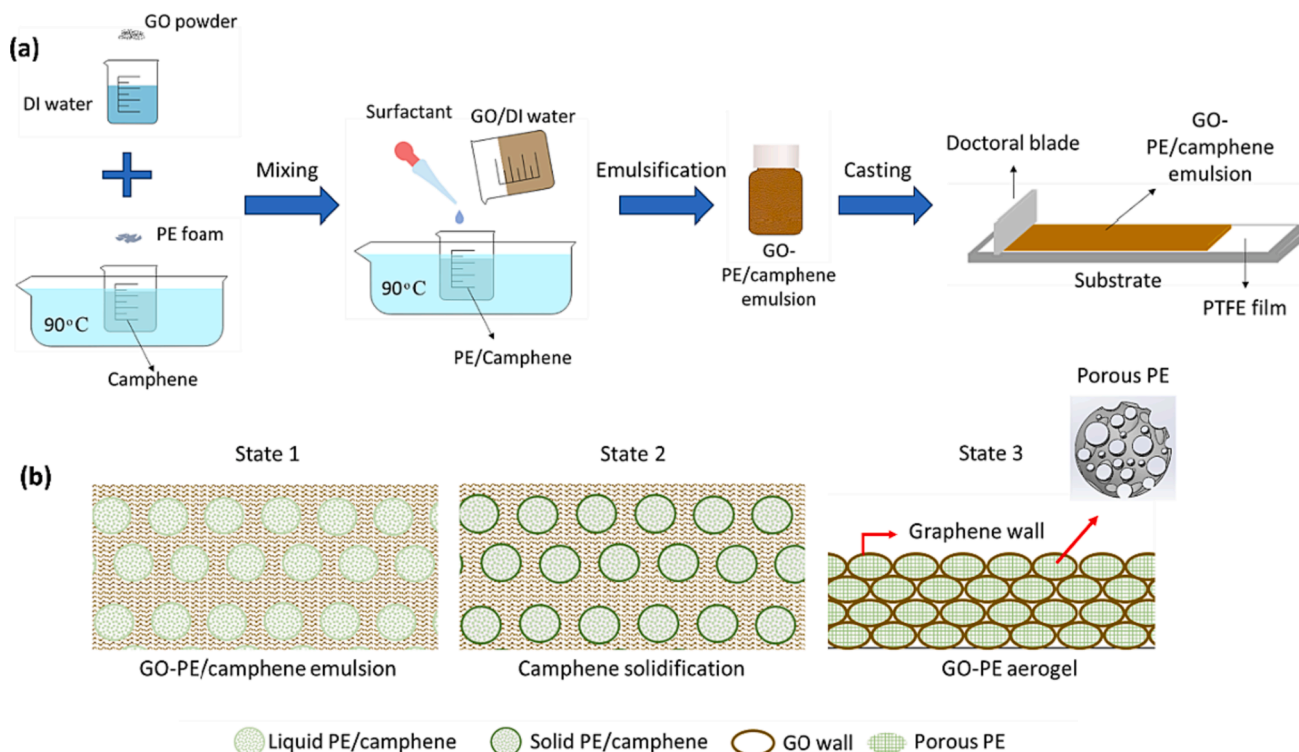 (a)
GO powder
DI water
PE foam
90°C
Camphene
Mixing
Surfactant
GO/DI water
90°C
PE/Camphene
Emulsification
GO-
PE/camphene
emulsion
Casting
Doctoral blade
GO-
PE/camphene
emulsion
Substrate
PTFE film
Porous PE
(b)
State 1
State 2
State 3
Graphene wall
GO-PE/camphene emulsion
Camphene solidification
GO-PE aerogel
Liquid PE/camphene
Solid PE/camphene
GO wall
Porous PE